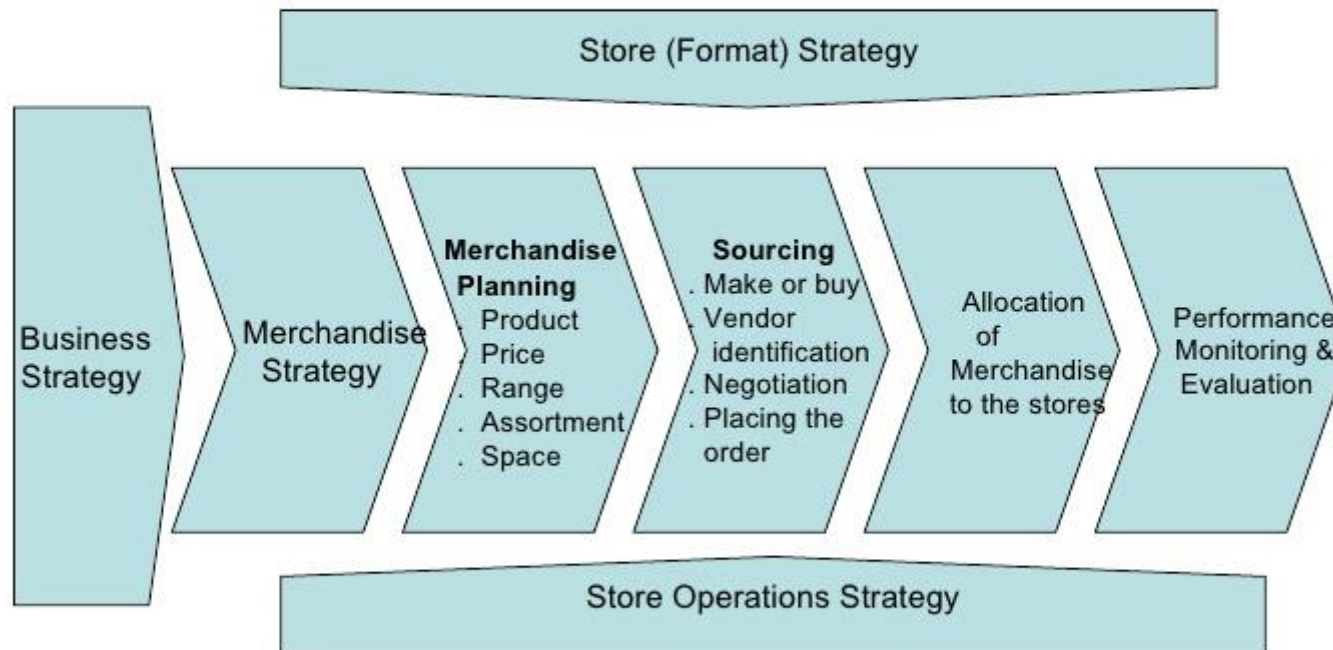 Store (Format) Strategy
Business
Strategy
Merchandise
Strategy
Merchandise
Planning
. Product
. Price
. Range
. Assortment
. Space
Sourcing
. Make or buy
. Vendor
identification
. Negotiation
. Placing the
order
Allocation
of
Merchandise
to the stores
Performance
Monitoring &
Evaluation
Store Operations Strategy